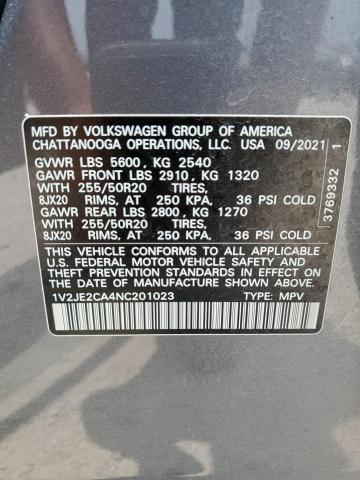 MFD BY VOLKSWAGEN GROUP OF AMERICA
CHATTANOOGA OPERATIONS, LLC. USA 09/2021
GVWR LBS 5600, KG 2540
GAWR FRONT LBS 2910, KG 1320
WITH 255/50R20 TIRES,
8JX20 RIMS, AT 250 KPA, 36 PSI COLD
GAWR REAR LBS 2800, KG 1270
WITH 255/50R20 TIRES,
8JX20 RIMS, AT 250 KPA, 36 PSI COLD
THIS VEHICLE CONFORMS TO ALL APPLICABLE
U.S. FEDERAL MOTOR VEHICLE SAFETY AND
THEFT PREVENTION STANDARDS IN EFFECT ON
THE DATE OF MANUFACTURE SHOWN ABOVE.
1V2JE2CA4NC201023 TYPE: MPV
3769332 1